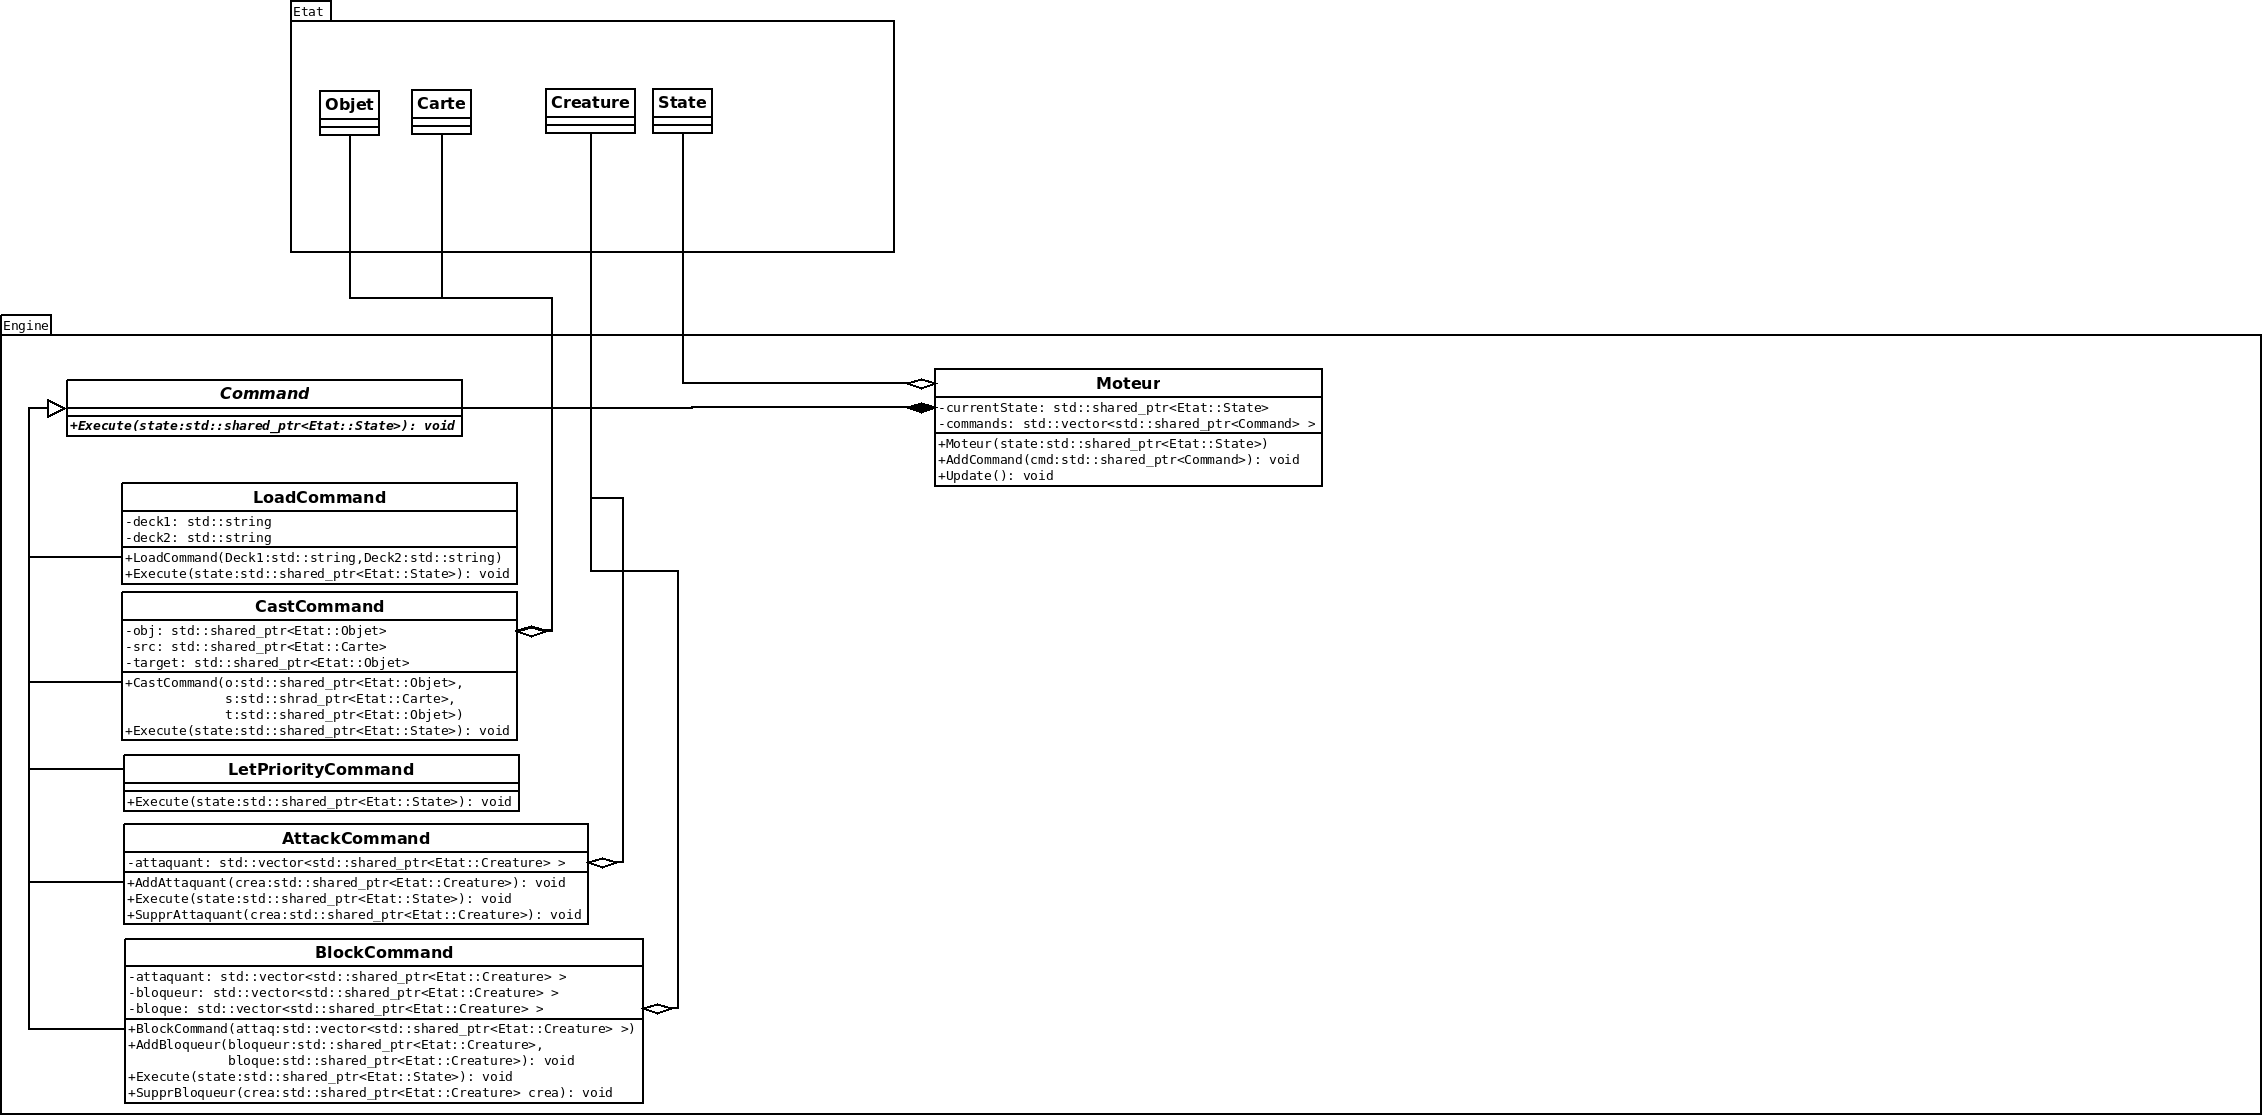 Etat
Objet
Carte
Creature
State
Engine
Command
+Execute(state:std::shared_ptr<Etat::State>): void
Moteur
-currentState: std::shared_ptr<Etat::State>
-commands: std::vector<std::shared_ptr<Command> >
+Moteur(state:std::shared_ptr<Etat::State>)
+AddCommand(cmd:std::shared_ptr<Command>): void
+Update(): void
LoadCommand
-deck1: std::string
-deck2: std::string
+LoadCommand(Deck1:std::string,Deck2:std::string)
+Execute(state:std::shared_ptr<Etat::State>): void
CastCommand
-obj: std::shared_ptr<Etat::Objet>
-src: std::shared_ptr<Etat::Carte>
-target: std::shared_ptr<Etat::Objet>
+CastCommand(o:std::shared_ptr<Etat::Objet>,
s:std::shrad_ptr<Etat::Carte>,
t:std::shared_ptr<Etat::Objet>)
+Execute(state:std::shared_ptr<Etat::State>): void
LetPriorityCommand
+Execute(state:std::shared_ptr<Etat::State>): void
AttackCommand
-attaquant: std::vector<std::shared_ptr<Etat::Creature> >
+AddAttaquant(crea:std::shared_ptr<Etat::Creature>): void
+Execute(state:std::shared_ptr<Etat::State>): void
+SupprAttaquant(crea:std::shared_ptr<Etat::Creature>): void
BlockCommand
-attaquant: std::vector<std::shared_ptr<Etat::Creature> >
-bloqueur: std::vector<std::shared_ptr<Etat::Creature> >
-bloque: std::vector<std::shared_ptr<Etat::Creature> >
+BlockCommand(attaq:std::vector<std::shared_ptr<Etat::Creature> >)
+AddBloqueur(bloqueur:std::shared_ptr<Etat::Creature>,
bloque:std::shared_ptr<Etat::Creature>): void
+Execute(state:std::shared_ptr<Etat::State>): void
+SupprBloqueur(crea:std::shared_ptr<Etat::Creature> crea): void